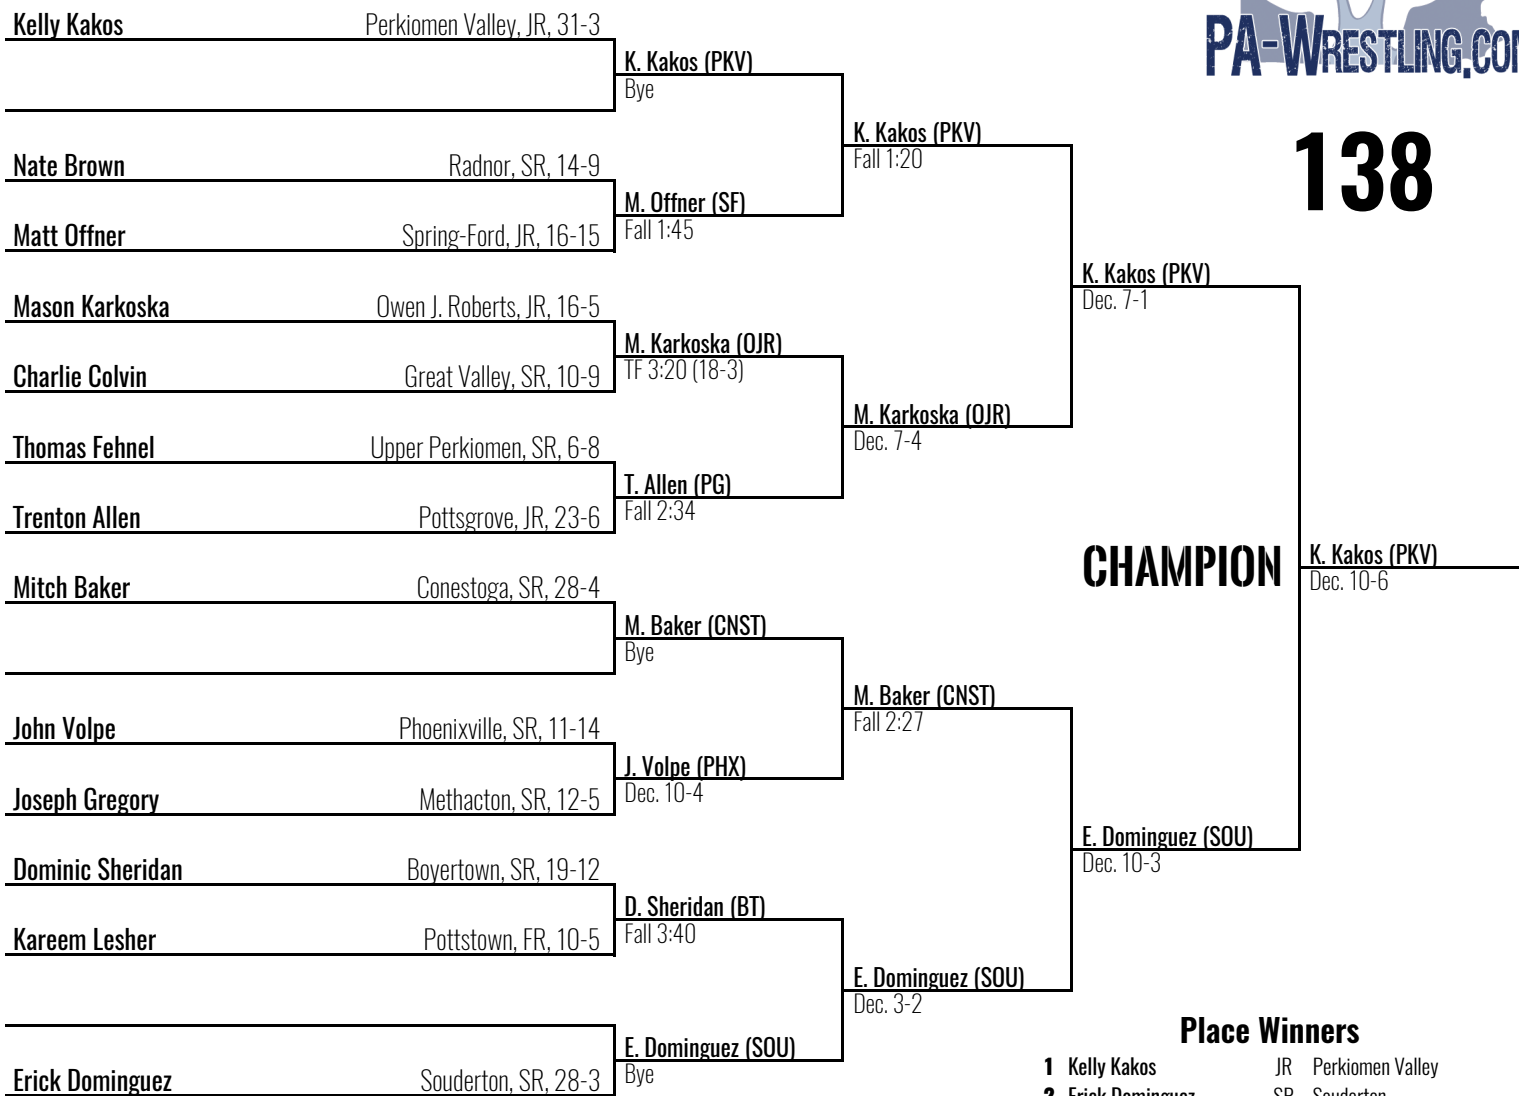 Kelly Kakos Perkiomen Valley, JR, 31-3
K. Kakos (PKV)
Bye
PA-WRESTLING.CO
K. Kakos (PKV)
Fall 1:20
138
Nate Brown Radnor, SR, 14-9
M. Offner (SF)
Fall 1:45
Matt Offner Spring-Ford, JR, 16-15
K. Kakos (PKV)
Dec. 7-1
Mason Karkoska Owen J. Roberts, JR, 16-5
M. Karkoska (OJR)
TF 3:20 (18-3)
Charlie Colvin Great Valley, SR, 10-9
M. Karkoska (OJR)
Dec. 7-4
Thomas Fehnel Upper Perkiomen, SR, 6-8
T. Allen (PG)
Fall 2:34
Trenton Allen Pottsgrove, JR, 23-6
CHAMPION
K. Kakos (PKV)
Dec. 10-6
Mitch Baker Conestoga, SR, 28-4
M. Baker (CNST)
Bye
M. Baker (CNST)
Fall 2:27
John Volpe Phoenixville, SR, 11-14
J. Volpe (PHX)
Dec. 10-4
Joseph Gregory Methacton, SR, 12-5
E. Dominguez (SOU)
Dec. 10-3
Dominic Sheridan Boyertown, SR, 19-12
D. Sheridan (BT)
Fall 3:40
Kareem Lesher Pottstown, FR, 10-5
E. Dominguez (SOU)
Dec. 3-2
E. Dominguez (SOU)
Bye
Erick Dominguez Souderton, SR, 28-3
Place Winners
1 Kelly Kakos JR Perkiomen Valley
2 Erick Dominguez SR Souderton